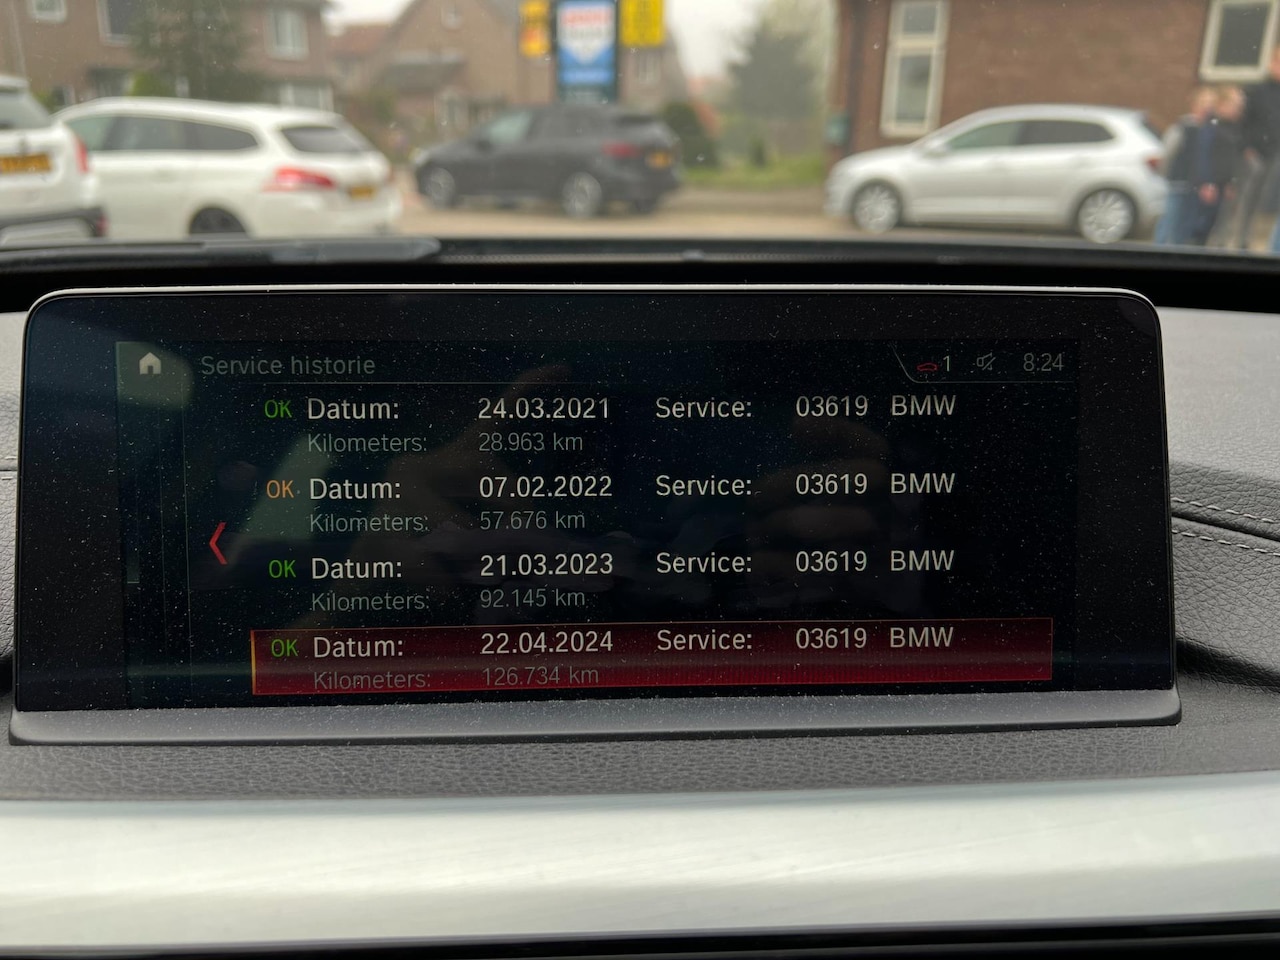 Service historie 1 8:24
OK Datum: 24.03.2021 Service: 03619 BMW
Kilometers: 28.963 km
OK Datum: 07.02.2022 Service: 03619 BMW
Kilometers: 57.676 km
OK Datum: 21.03.2023 Service: 03619 BMW
Kilometers: 92.145 km
OK Datum: 22.04.2024 Service: 03619 BMW
Kilometers: 126.734 km